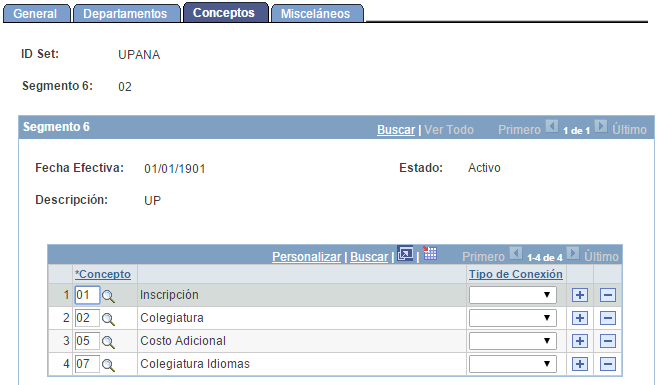 General Departamentos Conceptos Misceláneos
ID Set: UPANA
Segmento 6: 02
Segmento 6 Buscar | Ver Todo Primero 1 de 1 Último
Fecha Efectiva: 01/01/1901 Estado: Activo
Descripción: UP
Personalizar | Buscar | | Primero 1-4 de 4 Último
*Concepto Tipo de Conexión
1 01 Inscripción
2 02 Colegiatura
3 05 Costo Adicional
4 07 Colegiatura Idiomas